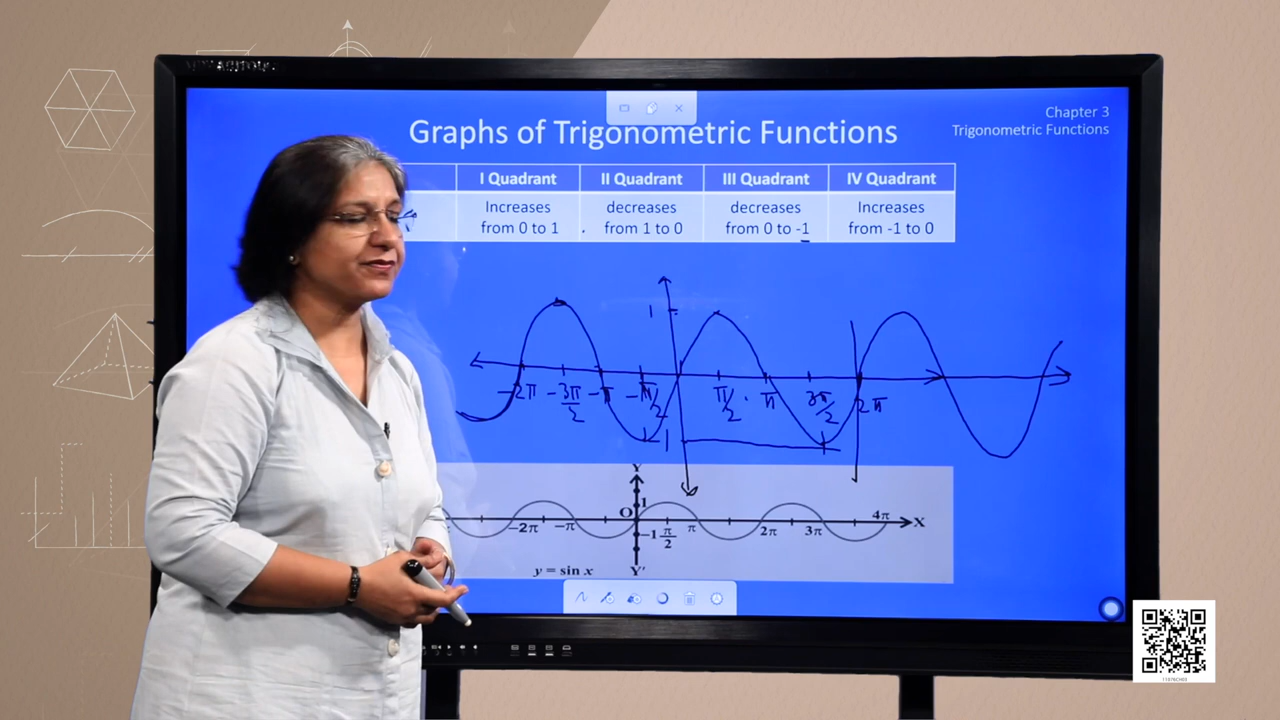 Chapter 3
Trigonometric Functions
Graphs of Trigonometric Functions
I Quadrant II Quadrant III Quadrant IV Quadrant
Increases from 0 to 1
decreases from 1 to 0
decreases from 0 to -1
Increases from -1 to 0
1
-2π -3π/2 -π -π/2 π/2 π 3π/2 2π
-1
Y
1
O
-2π -π -1 π/2 π 2π 3π 4π X
y = sin x Y'
11076CH03